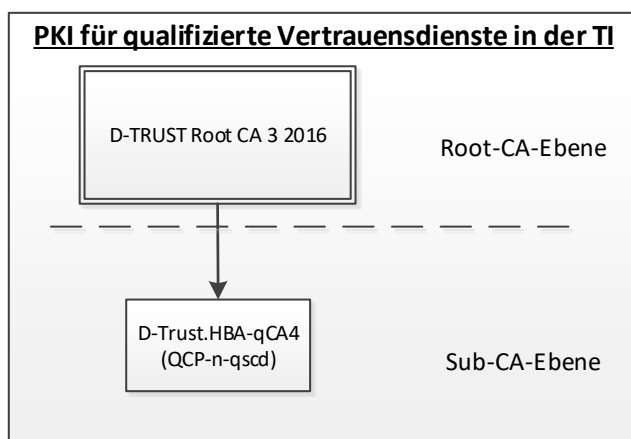 PKI für qualifizierte Vertrauensdienste in der TI
D-TRUST Root CA 3 2016
Root-CA-Ebene
D-Trust.HBA-qCA4
(QCP-n-qscd)
Sub-CA-Ebene